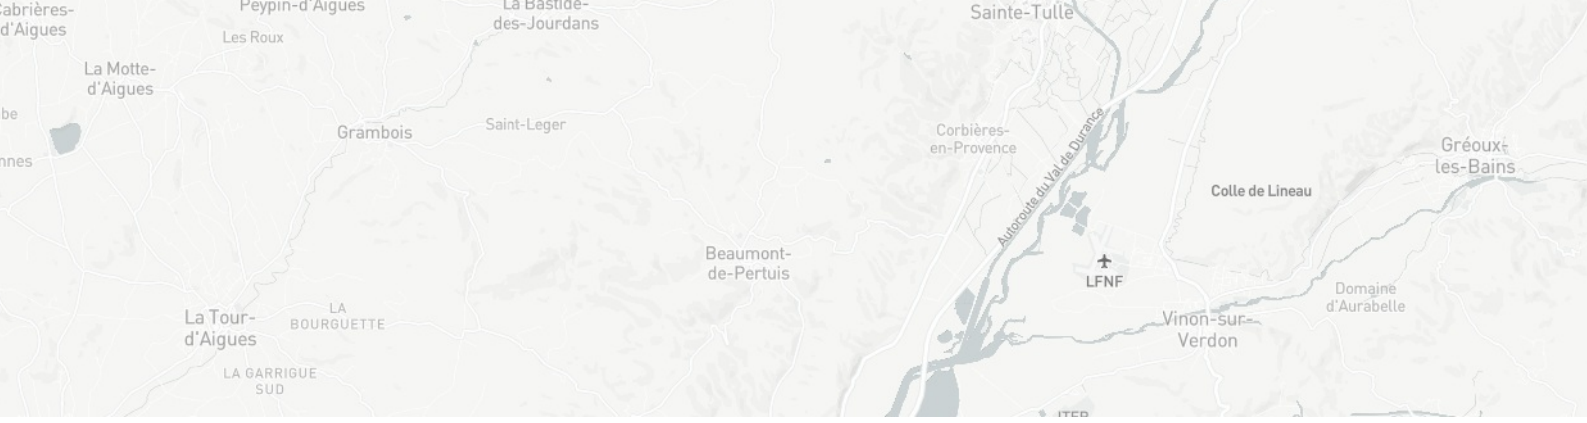 Cabrières-
d'Aigues
Peypin-d'Aigues
La Bastide-
des-Jourdans
Sainte-Tulle
Les Roux
La Motte-
d'Aigues
Grambois
Saint-Leger
Corbières-
en-Provence
Autoroute du Val de Durance
Gréoux-
les-Bains
Colle de Lineau
Beaumont-
de-Pertuis
LFNF
Domaine
d'Aurabelle
La Tour-
d'Aigues
LA
BOURGUETTE
Vinon-sur-
Verdon
LA GARRIGUE
SUD
ITER